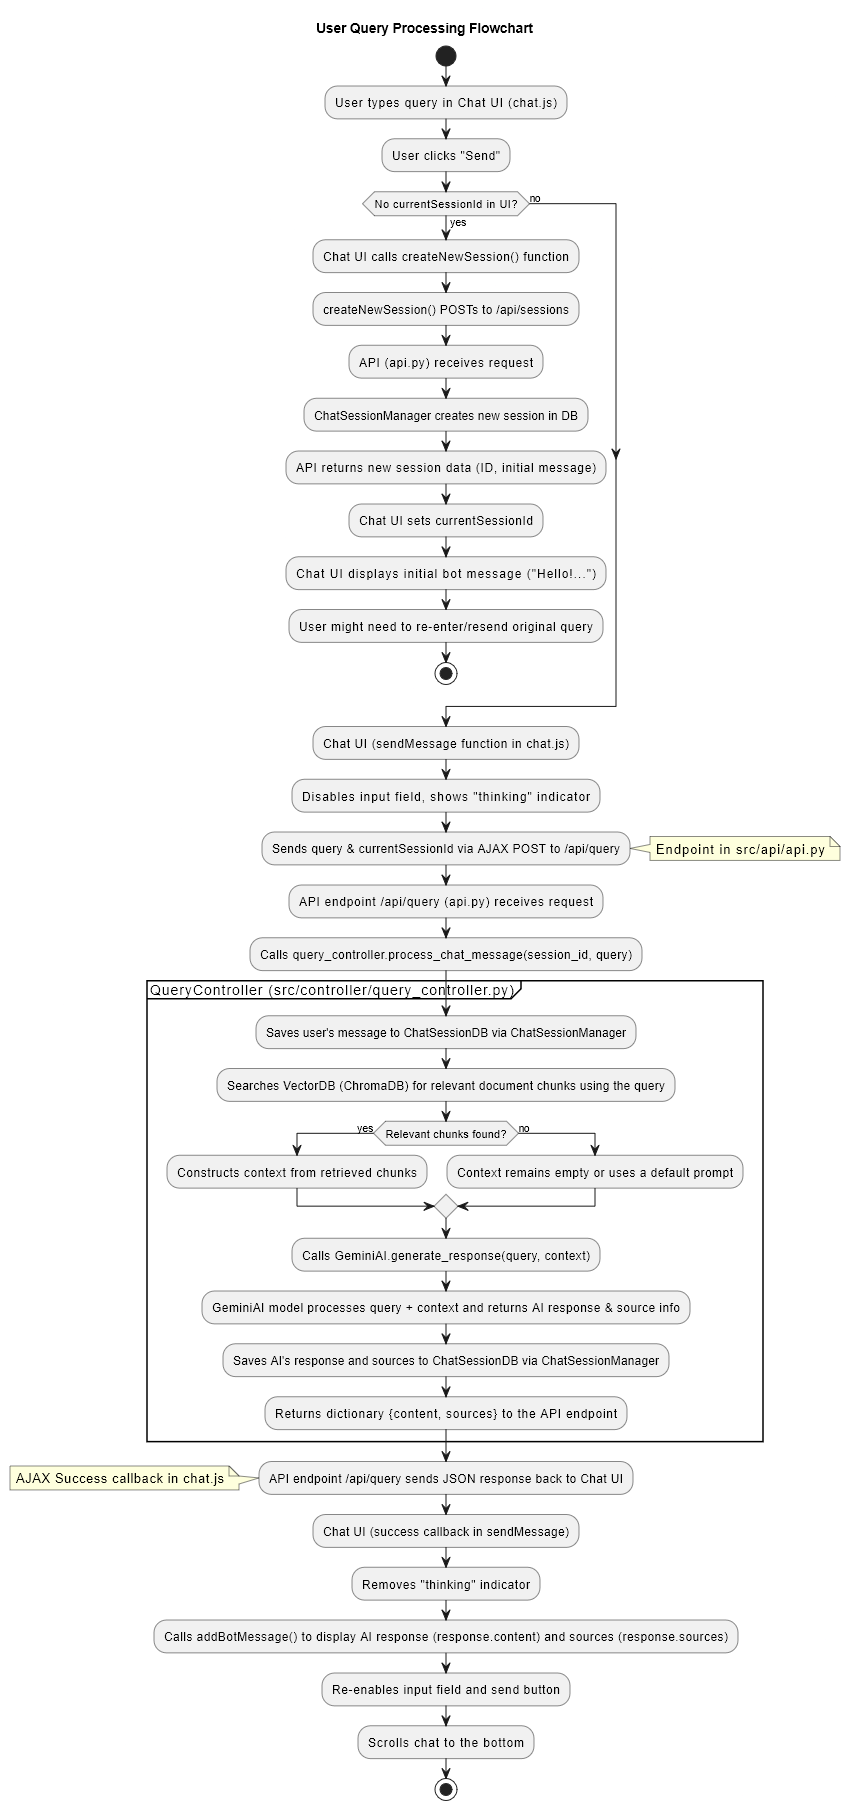 User Query Processing Flowchart
User types query in Chat UI (chat.js)
User clicks "Send"
No currentSessionId in UI?
no
yes
Chat UI calls createNewSession() function
createNewSession() POSTs to /api/sessions
API (api.py) receives request
ChatSessionManager creates new session in DB
API returns new session data (ID, initial message)
Chat UI sets currentSessionId
Chat UI displays initial bot message ("Hello!...")
User might need to re-enter/resend original query
Chat UI (sendMessage function in chat.js)
Disables input field, shows "thinking" indicator
Sends query & currentSessionId via AJAX POST to /api/query
Endpoint in src/api/api.py
API endpoint /api/query (api.py) receives request
Calls query_controller.process_chat_message(session_id, query)
QueryController (src/controller/query_controller.py)
Saves user's message to ChatSessionDB via ChatSessionManager
Searches VectorDB (ChromaDB) for relevant document chunks using the query
yes
Relevant chunks found?
no
Constructs context from retrieved chunks
Context remains empty or uses a default prompt
Calls GeminiAI.generate_response(query, context)
GeminiAI model processes query + context and returns AI response & source info
Saves AI's response and sources to ChatSessionDB via ChatSessionManager
Returns dictionary {content, sources} to the API endpoint
AJAX Success callback in chat.js
API endpoint /api/query sends JSON response back to Chat UI
Chat UI (success callback in sendMessage)
Removes "thinking" indicator
Calls addBotMessage() to display AI response (response.content) and sources (response.sources)
Re-enables input field and send button
Scrolls chat to the bottom